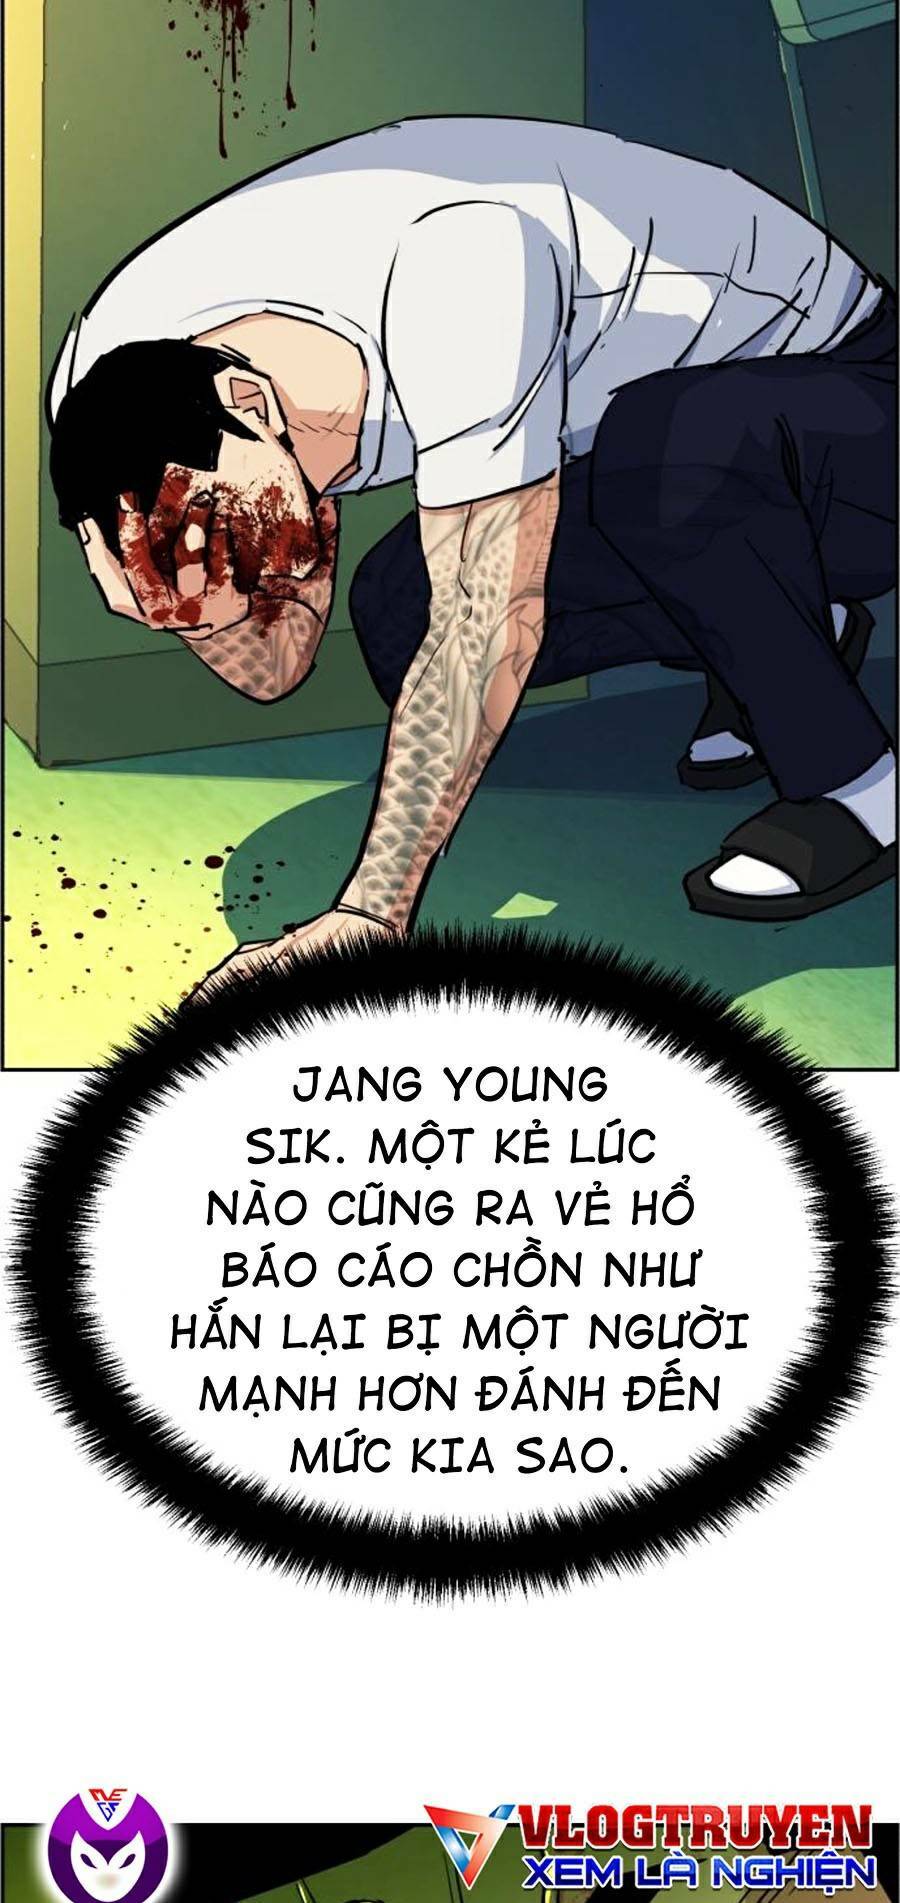 JANG YOUNG
SIK. MỘT KẺ LÚC
NÀO CŨNG RA VẺ HỔ
BÁO CÁO CHỒN NHƯ
HẮN LẠI BỊ MỘT NGƯỜI
MẠNH HƠN ĐÁNH ĐẾN
MỨC KIA SAO.
VLOGTRUYEN
XEM LÀ NGHIỆN